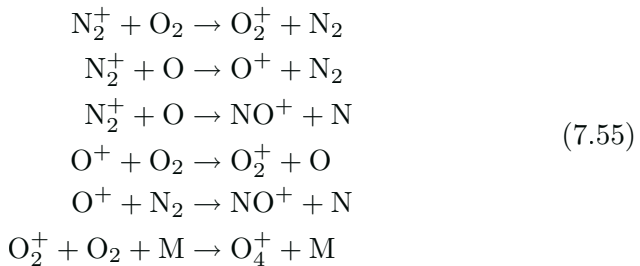 N₂⁺ + O₂ → O₂⁺ + N₂
N₂⁺ + O → O⁺ + N₂
N₂⁺ + O → NO⁺ + N
O⁺ + O₂ → O₂⁺ + O
O⁺ + N₂ → NO⁺ + N
O₂⁺ + O₂ + M → O₄⁺ + M
(7.55)